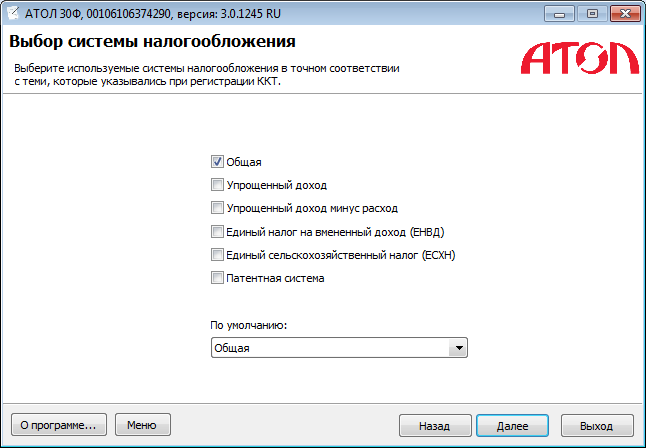 АТОЛ 30Ф, 00106106374290, версия: 3.0.1245 RU
Выбор системы налогообложения
Выберите используемые системы налогообложения в точном соответствии
с теми, которые указывались при регистрации ККТ.
АТОЛ
Общая
Упрощенный доход
Упрощенный доход минус расход
Единый налог на вмененный доход (ЕНВД)
Единый сельскохозяйственный налог (ЕСХН)
Патентная система
По умолчанию:
Общая
О программе... Меню Назад Далее Выход